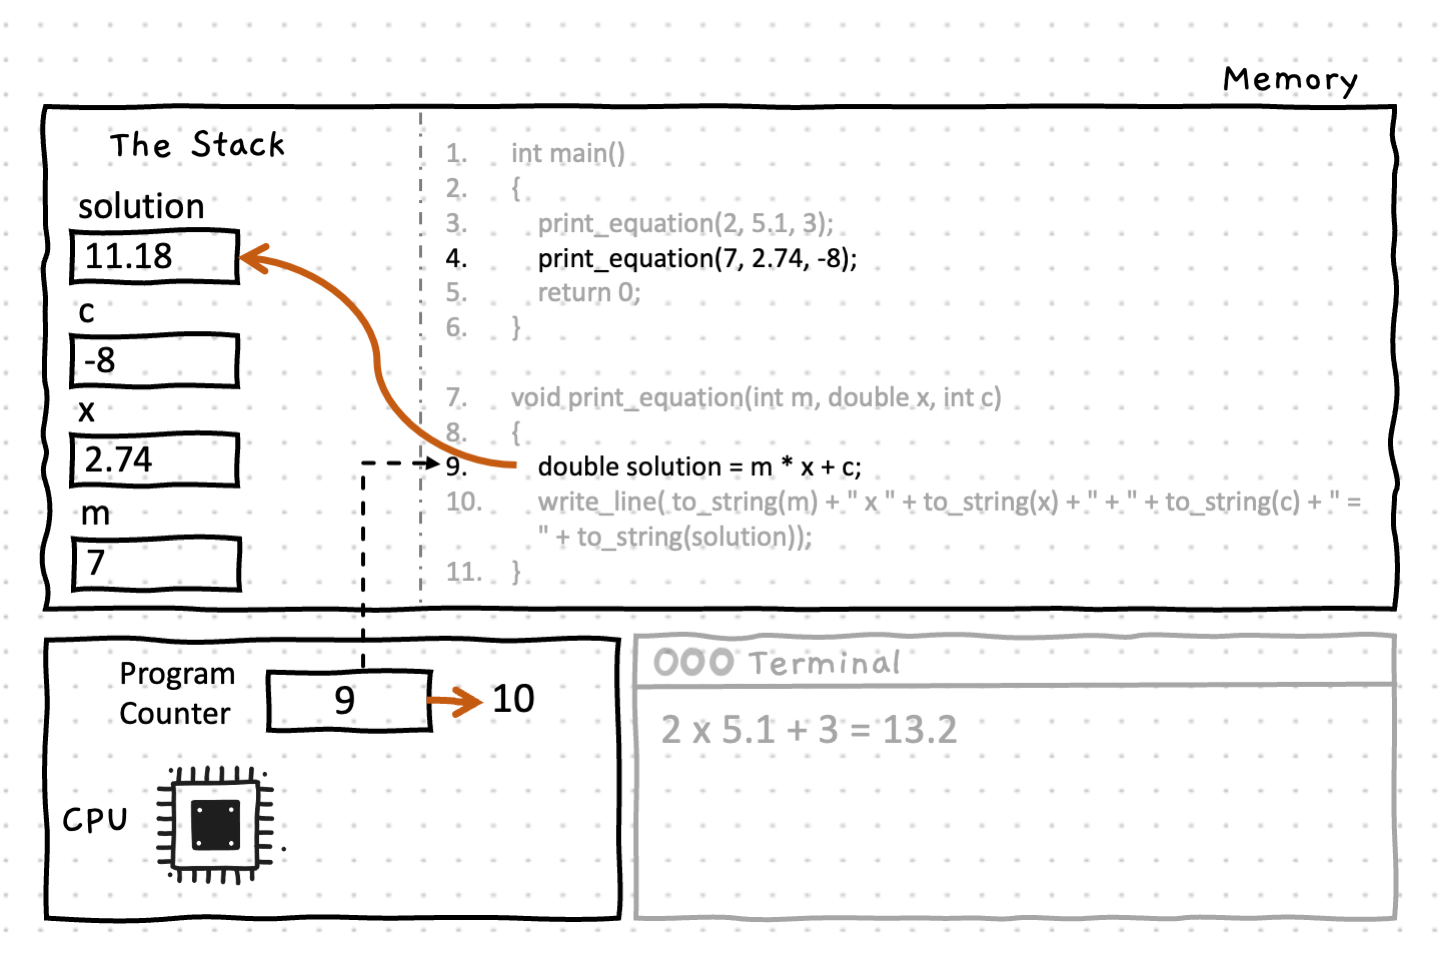 Memory
The Stack
solution
11.18
c
-8
x
2.74
m
7
1. int main()
2. {
3. print_equation(2, 5.1, 3);
4. print_equation(7, 2.74, -8);
5. return 0;
6. }
7. void print_equation(int m, double x, int c)
8. {
9. double solution = m * x + c;
10. write_line( to_string(m) + " x " + to_string(x) + " + " + to_string(c) + " =
" + to_string(solution));
11. }
Program
Counter
9
10
CPU
Terminal
2 x 5.1 + 3 = 13.2